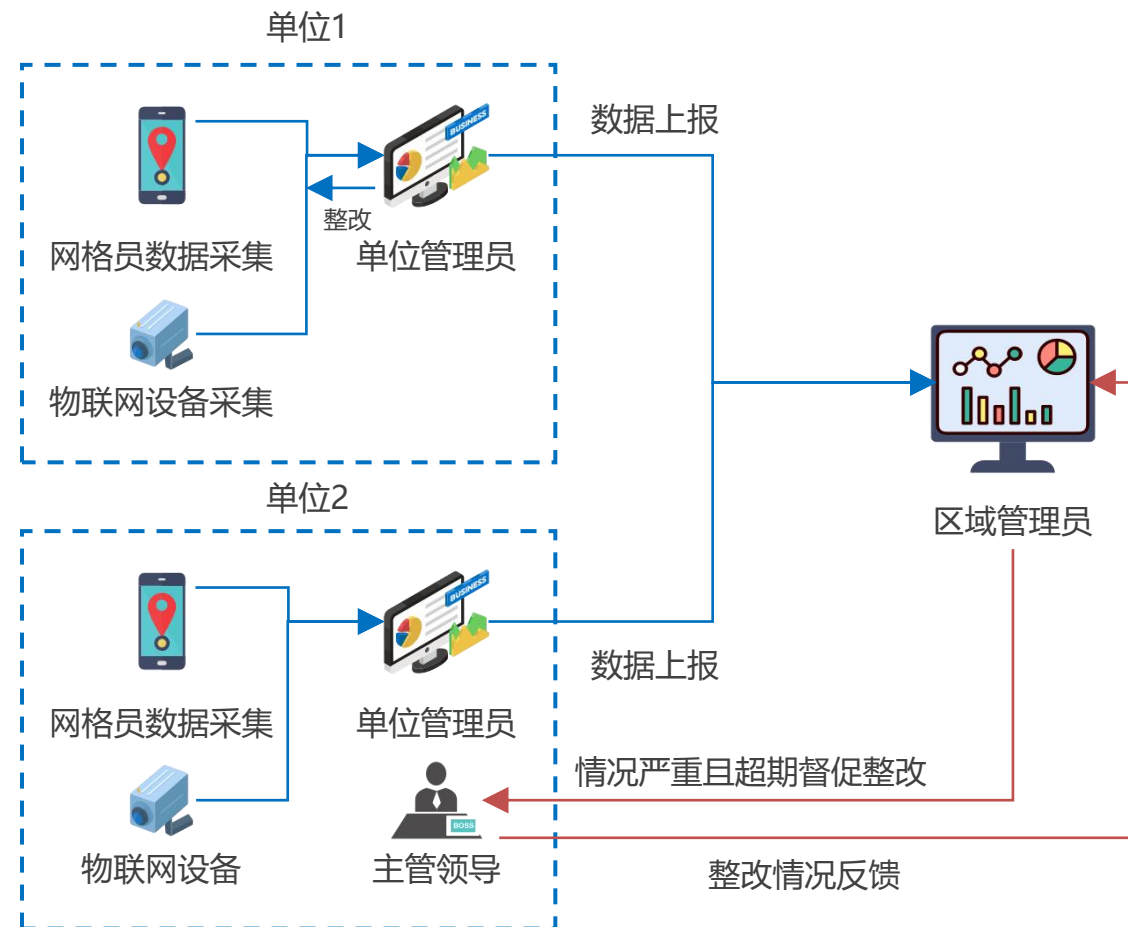 单位1
BUSINESS
数据上报
整改
网格员数据采集
单位管理员
物联网设备采集
区域管理员
单位2
BUSINESS
数据上报
网格员数据采集
单位管理员
情况严重且超期督促整改
BOSS
物联网设备
主管领导
整改情况反馈